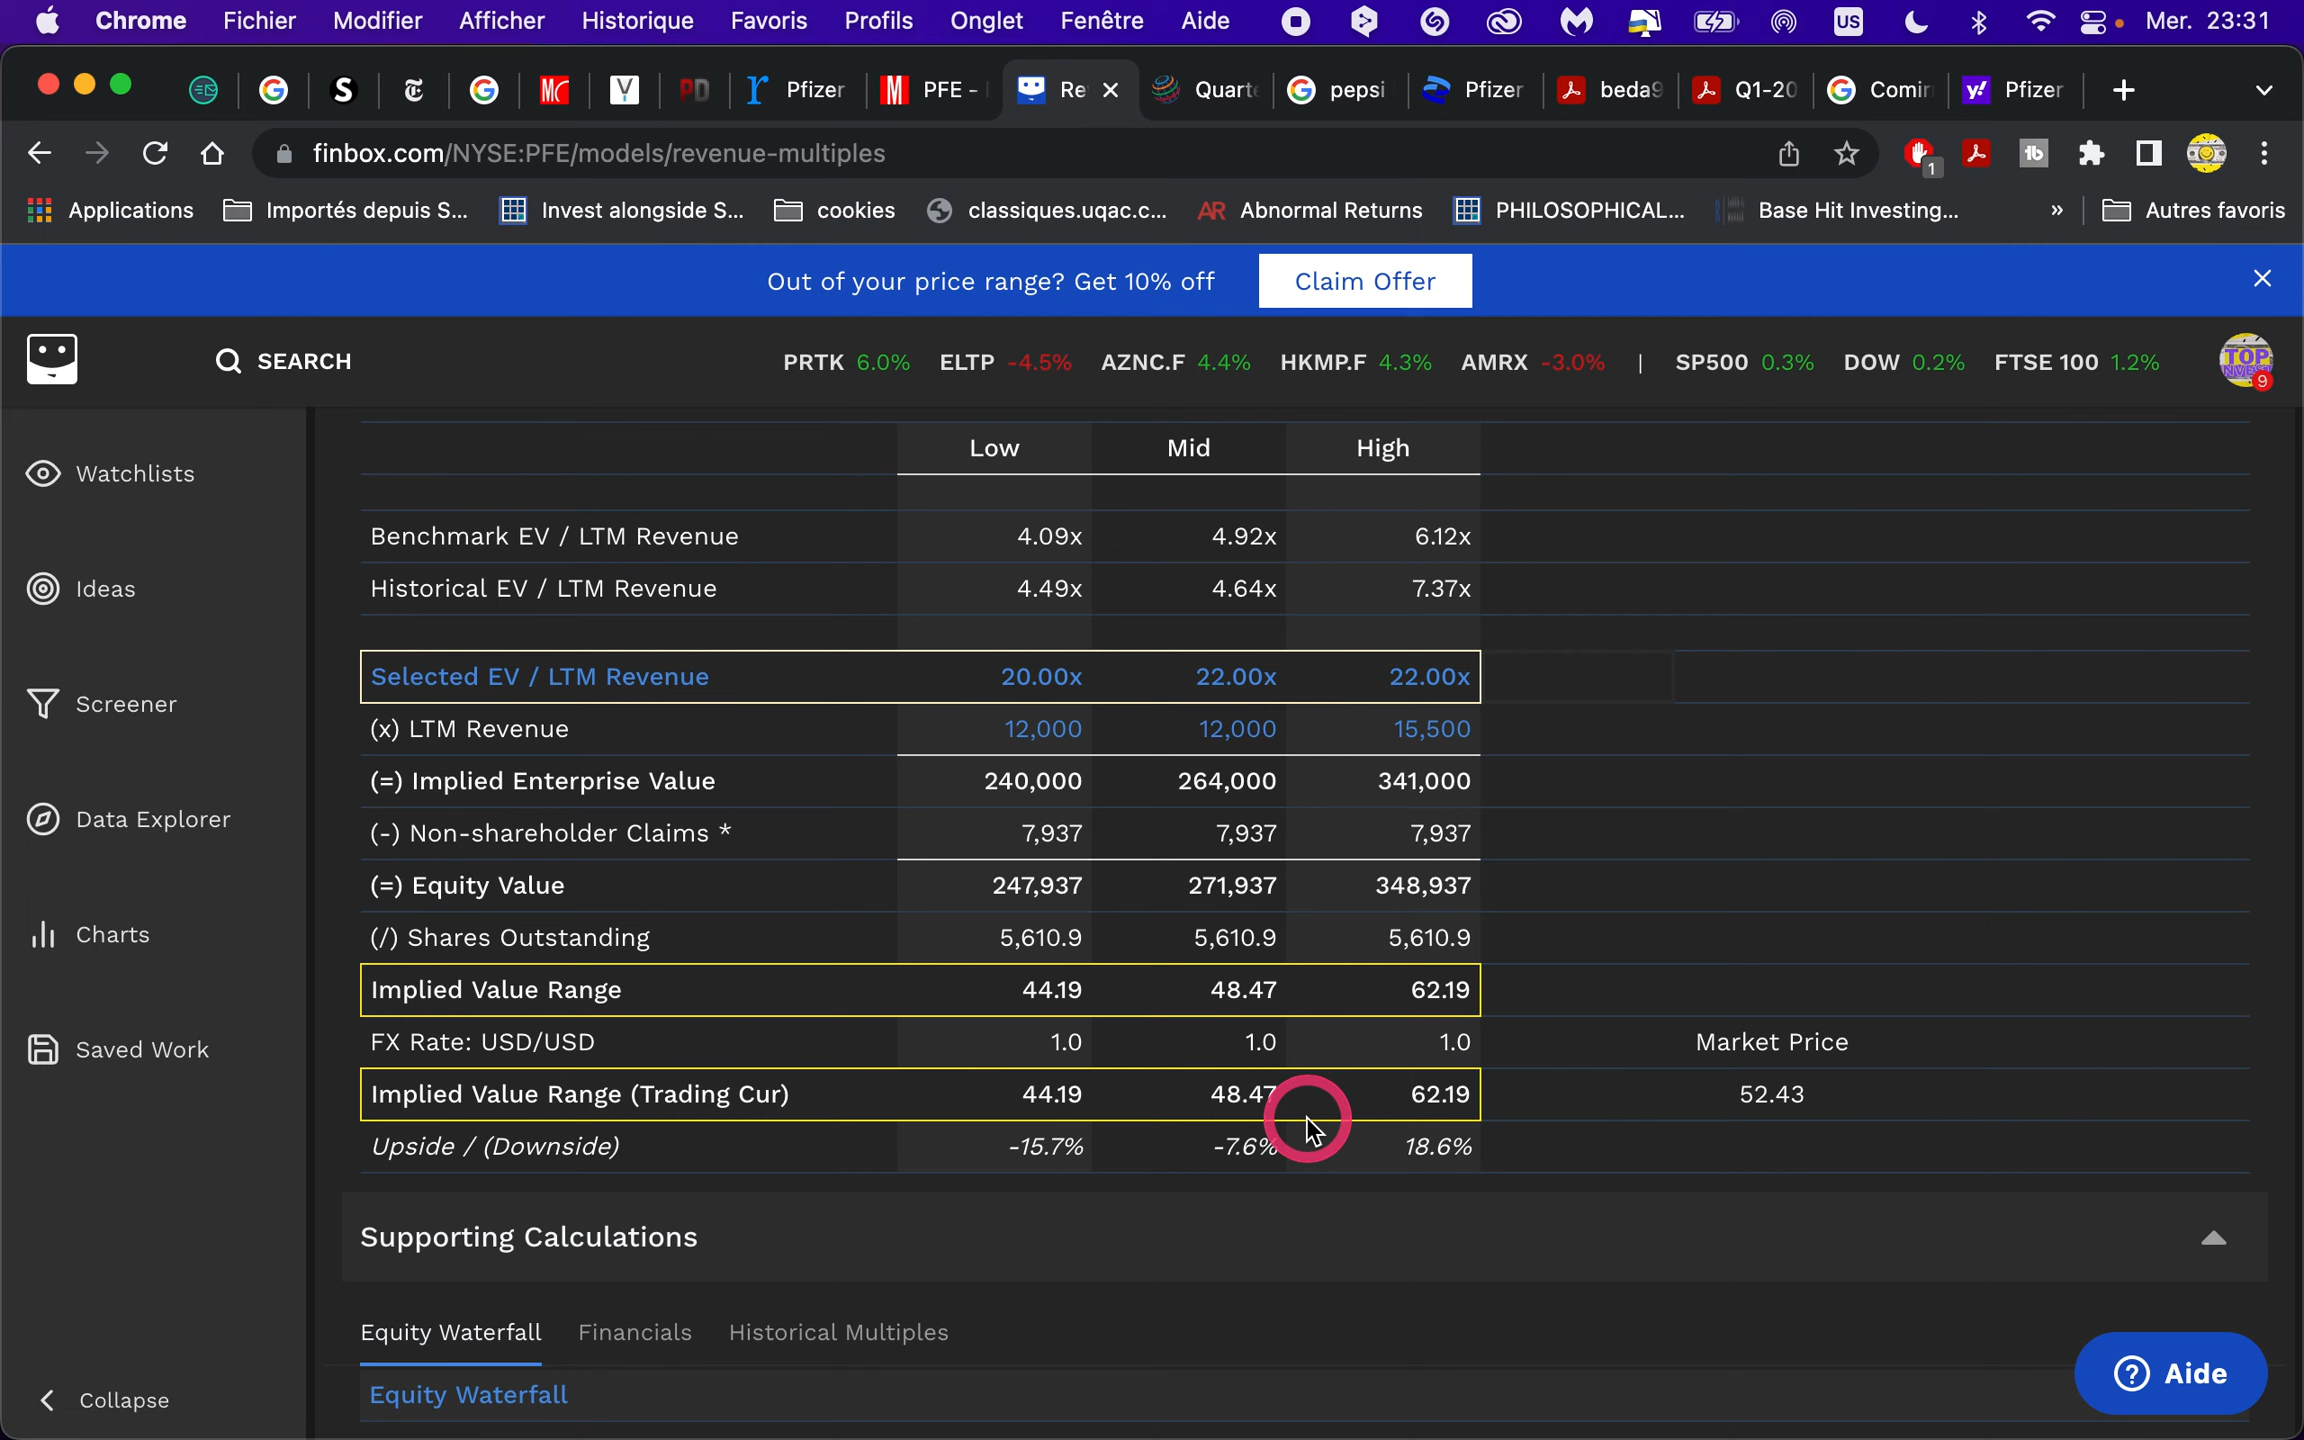 Chrome Fichier Modifier Afficher Historique Favoris Profils Onglet Fenêtre Aide US Mer. 23:31
Pfizer PFE - Re Quarte pepsi Pfizer beda9 Q1-20 Comir Pfizer
finbox.com/NYSE:PFE/models/revenue-multiples 1
Applications Importés depuis S... Invest alongside S... cookies classiques.uqac.c... AR Abnormal Returns PHILOSOPHICAL... Base Hit Investing... » Autres favoris
Out of your price range? Get 10% off Claim Offer
SEARCH PRTK 6.0% ELTP -4.5% AZNC.F 4.4% HKMP.F 4.3% AMRX -3.0% | SP500 0.3% DOW 0.2% FTSE 100 1.2% TOP 9
Low Mid High
Watchlists
Benchmark EV / LTM Revenue 4.09x 4.92x 6.12x
Ideas
Historical EV / LTM Revenue 4.49x 4.64x 7.37x
Selected EV / LTM Revenue 20.00x 22.00x 22.00x
Screener
(x) LTM Revenue 12,000 12,000 15,500
(=) Implied Enterprise Value 240,000 264,000 341,000
Data Explorer
(-) Non-shareholder Claims * 7,937 7,937 7,937
(=) Equity Value 247,937 271,937 348,937
Charts
(/) Shares Outstanding 5,610.9 5,610.9 5,610.9
Implied Value Range 44.19 48.47 62.19
Saved Work
FX Rate: USD/USD 1.0 1.0 1.0 Market Price
Implied Value Range (Trading Cur) 44.19 48.47 62.19 52.43
Upside / (Downside) -15.7% -7.6% 18.6%
Supporting Calculations
Equity Waterfall Financials Historical Multiples
Aide
Equity Waterfall
Collapse